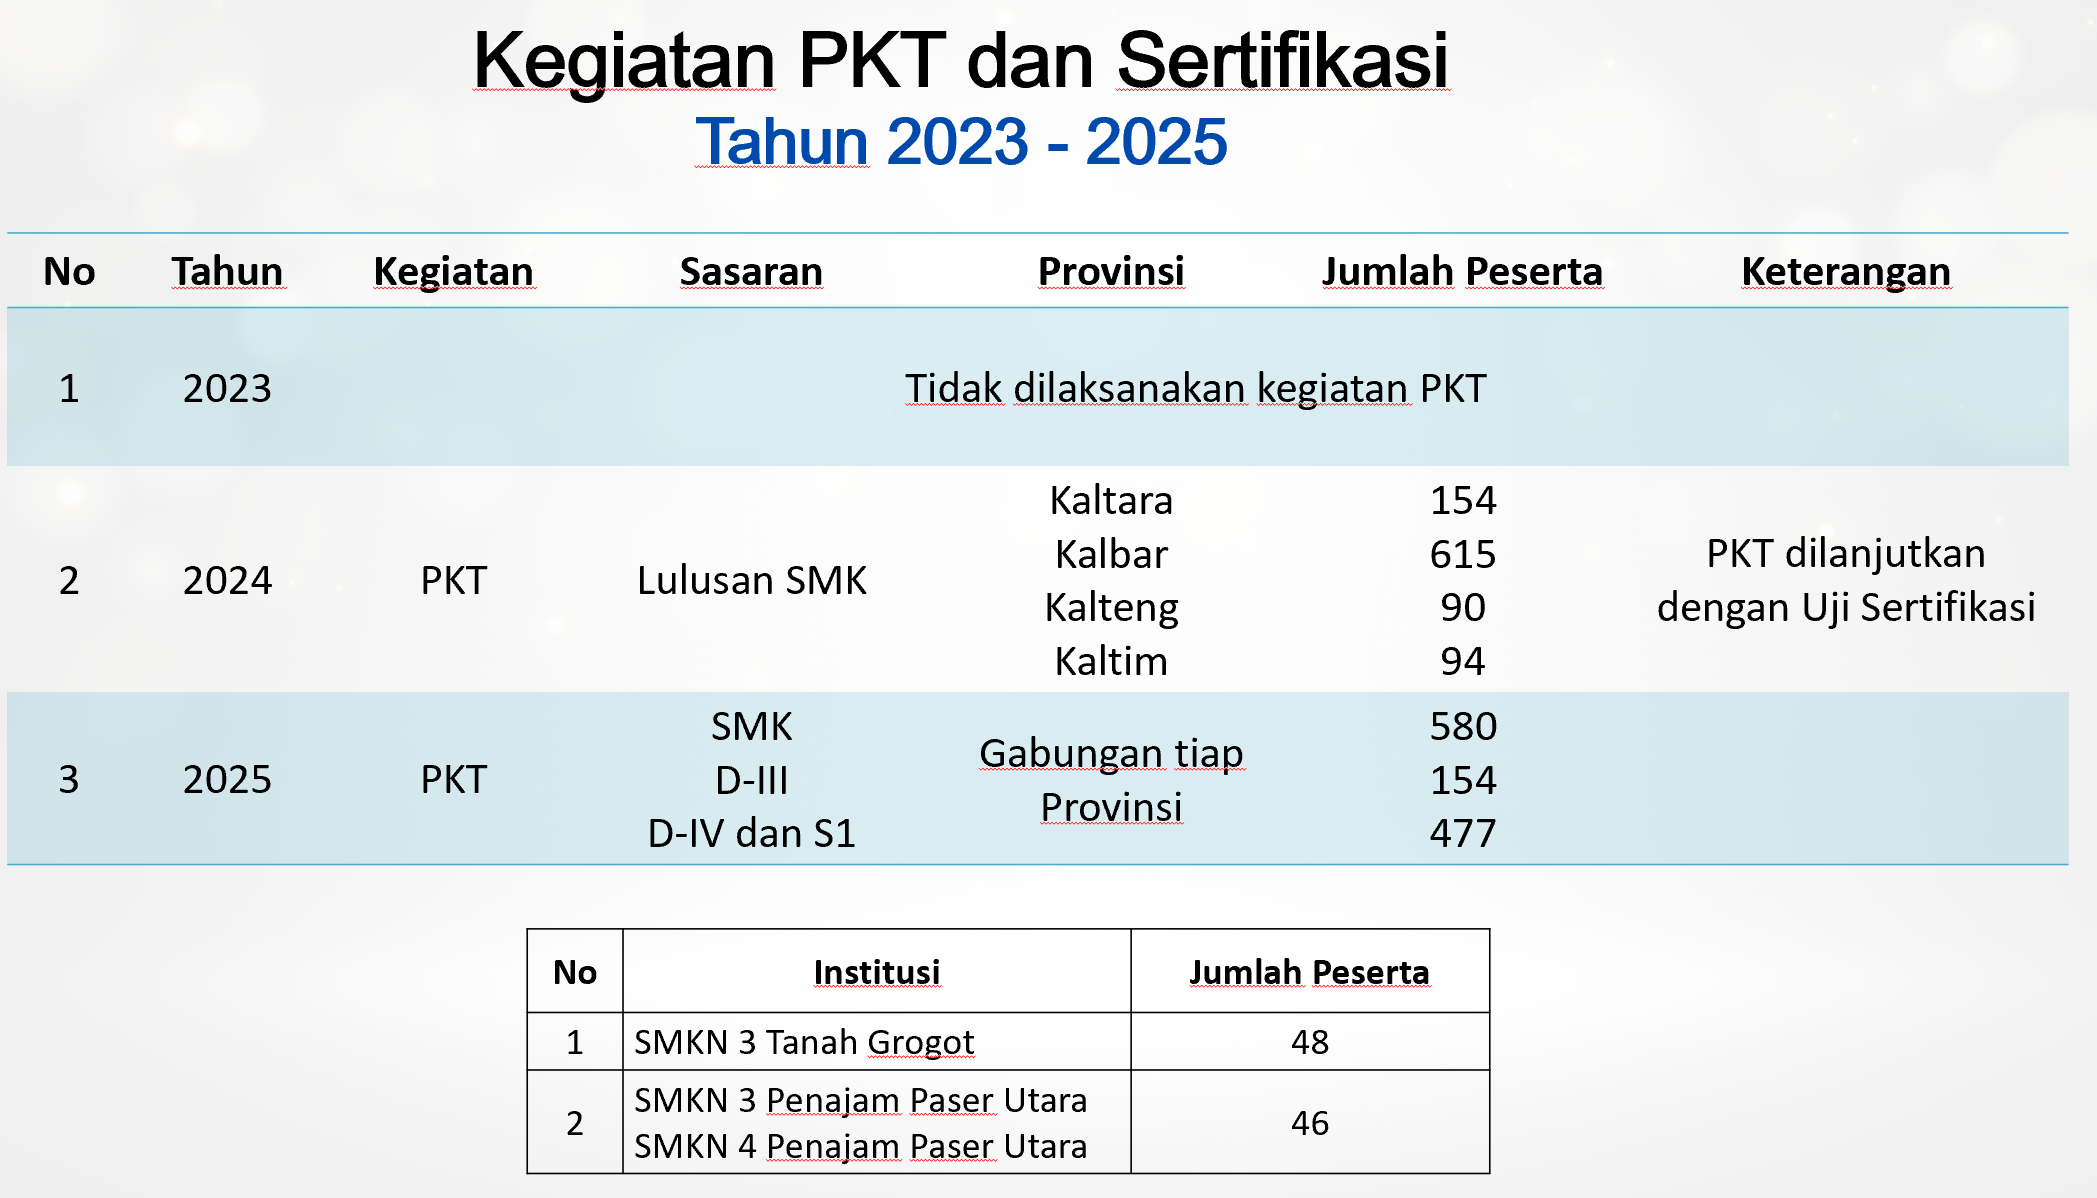 Kegiatan PKT dan Sertifikasi
Tahun 2023 - 2025
No Tahun Kegiatan Sasaran Provinsi Jumlah Peserta Keterangan
1 2023 Tidak dilaksanakan kegiatan PKT
2 2024 PKT Lulusan SMK
Kaltara 154
Kalbar 615
Kalteng 90
Kaltim 94
PKT dilanjutkan
dengan Uji Sertifikasi
3 2025 PKT
SMK
D-III
D-IV dan S1
Gabungan tiap
Provinsi
580
154
477
No Institusi Jumlah Peserta
1 SMKN 3 Tanah Grogot 48
2 SMKN 3 Penajam Paser Utara
SMKN 4 Penajam Paser Utara
46